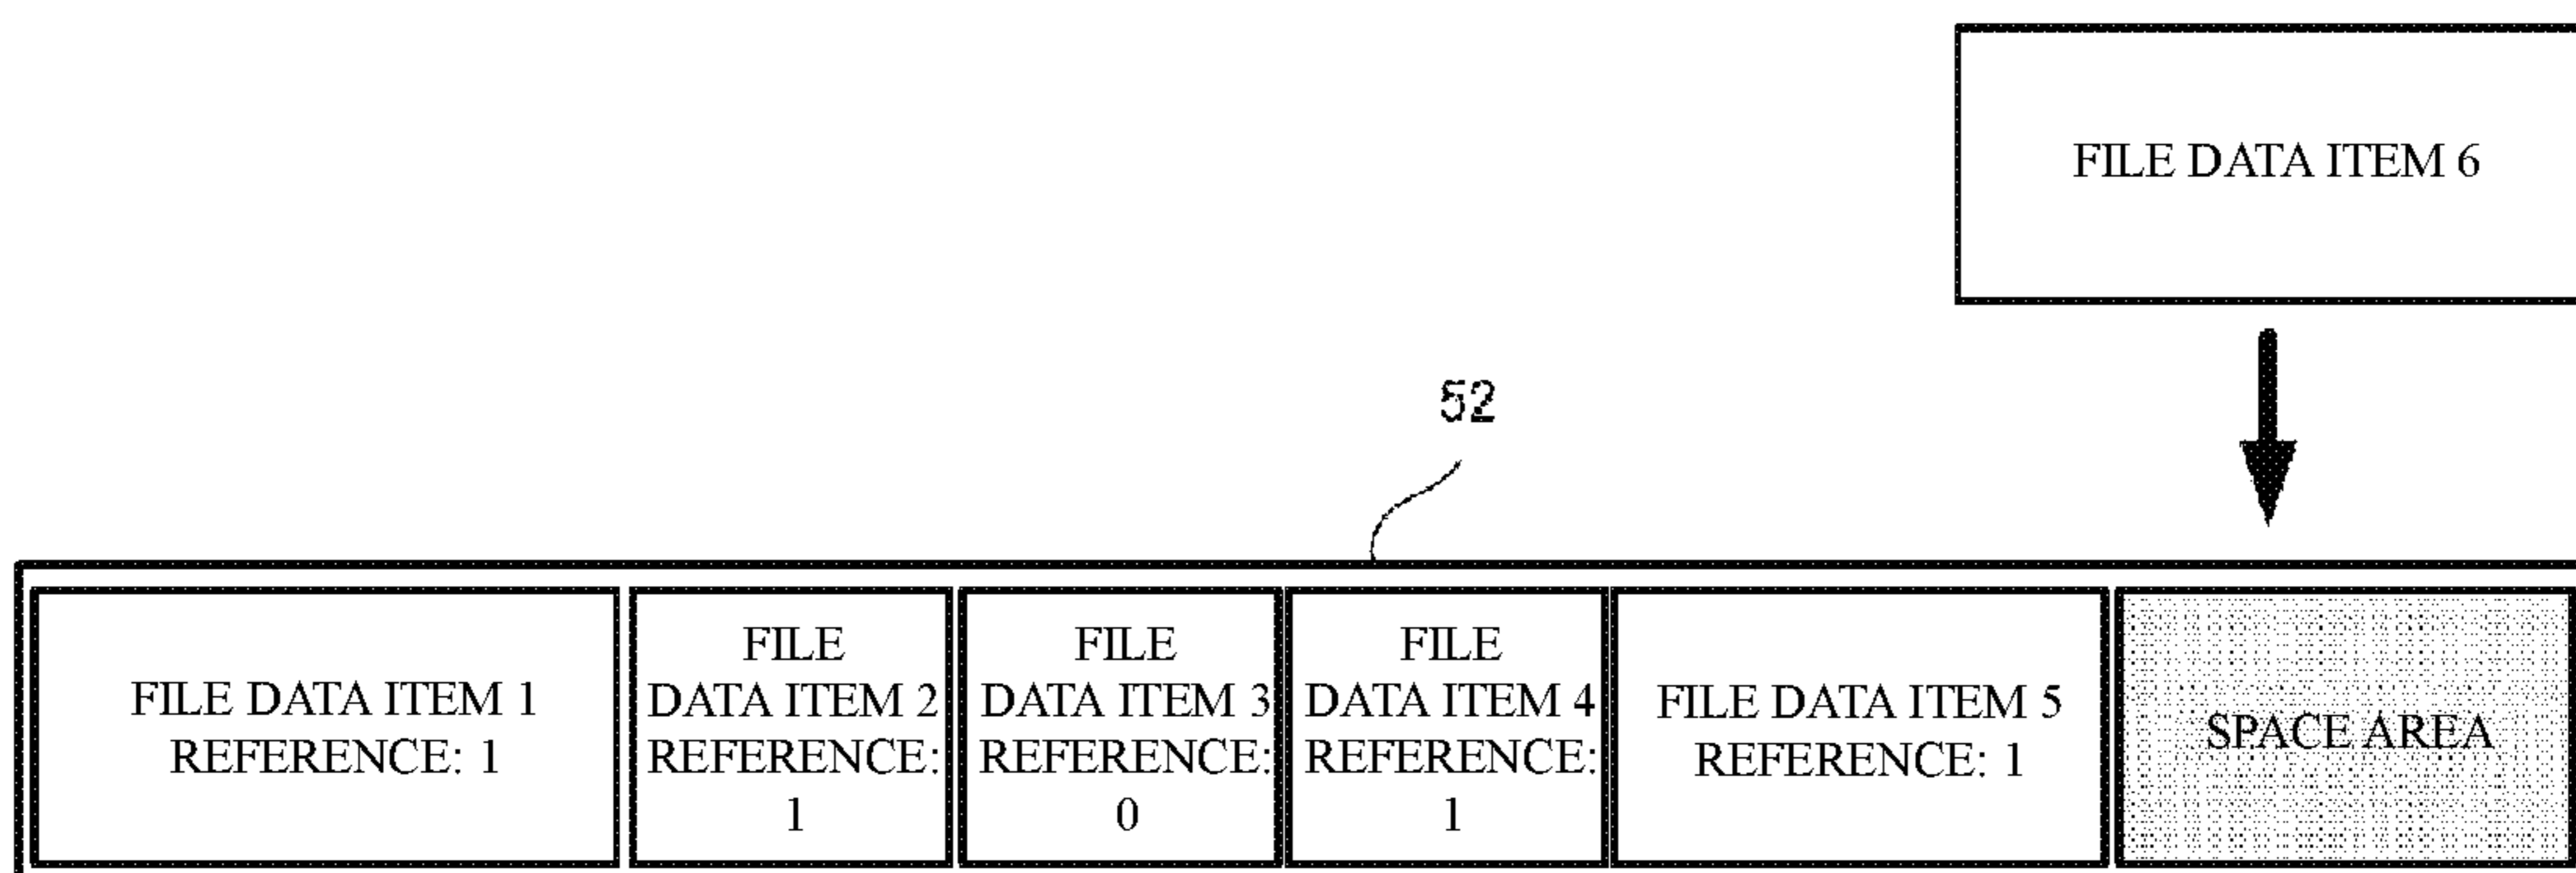 FILE DATA ITEM 6
52
FILE DATA ITEM 1
REFERENCE: 1
FILE
DATA ITEM 2
REFERENCE:
1
FILE
DATA ITEM 3
REFERENCE:
0
FILE
DATA ITEM 4
REFERENCE:
1
FILE DATA ITEM 5
REFERENCE: 1
SPACE AREA